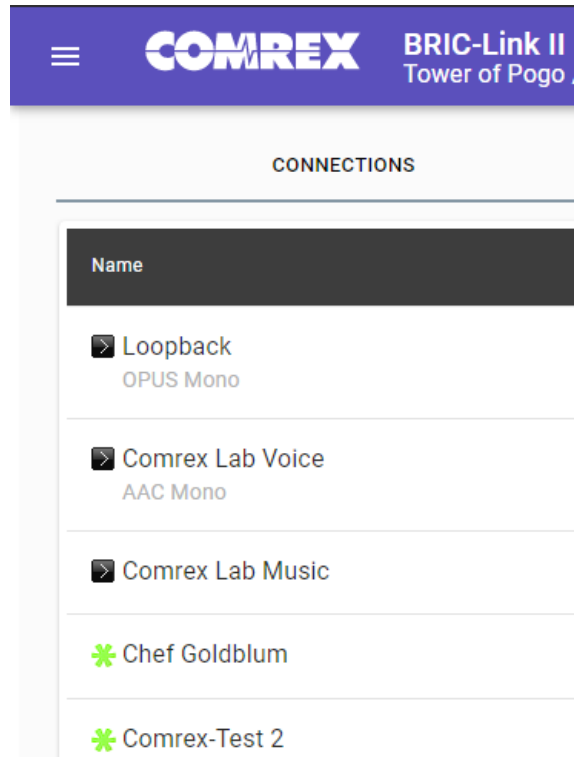 COMREX
BRIC-Link II
Tower of Pogo
CONNECTIONS
Name
Loopback
OPUS Mono
Comrex Lab Voice
AAC Mono
Comrex Lab Music
Chef Goldblum
Comrex-Test 2